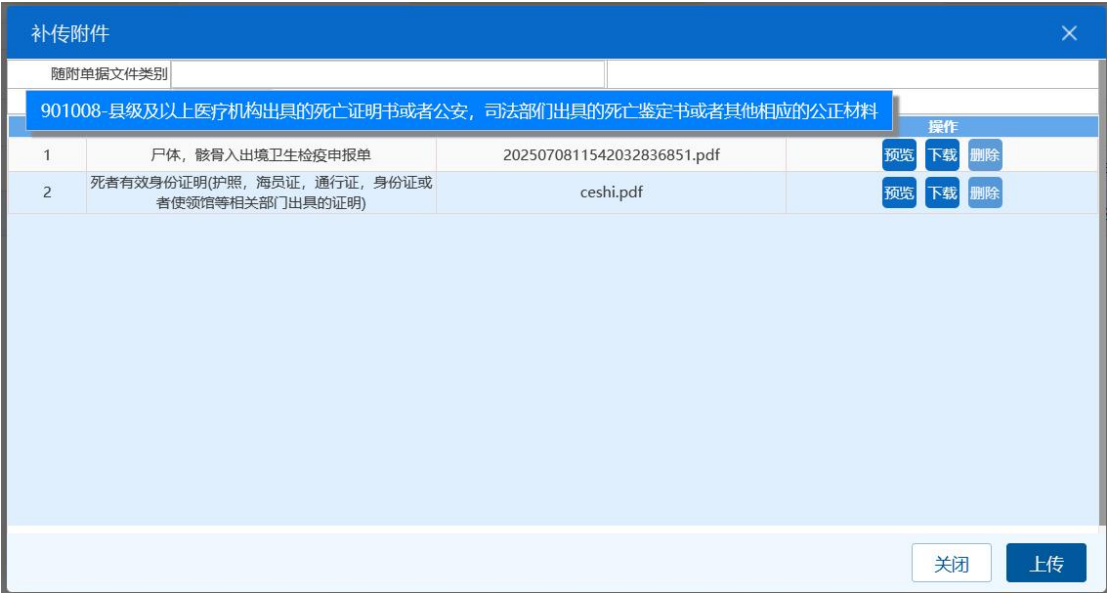 补传附件
随附单据文件类别
901008-县级及以上医疗机构出具的死亡证明书或者公安，司法部们出具的死亡鉴定书或者其他相应的公正材料
操作
1 尸体，骸骨入出境卫生检疫申报单 2025070811542032836851.pdf 预览 下载 删除
2 死者有效身份证明(护照，海员证，通行证，身份证或
者使领馆等相关部门出具的证明) ceshi.pdf 预览 下载 删除
关闭 上传